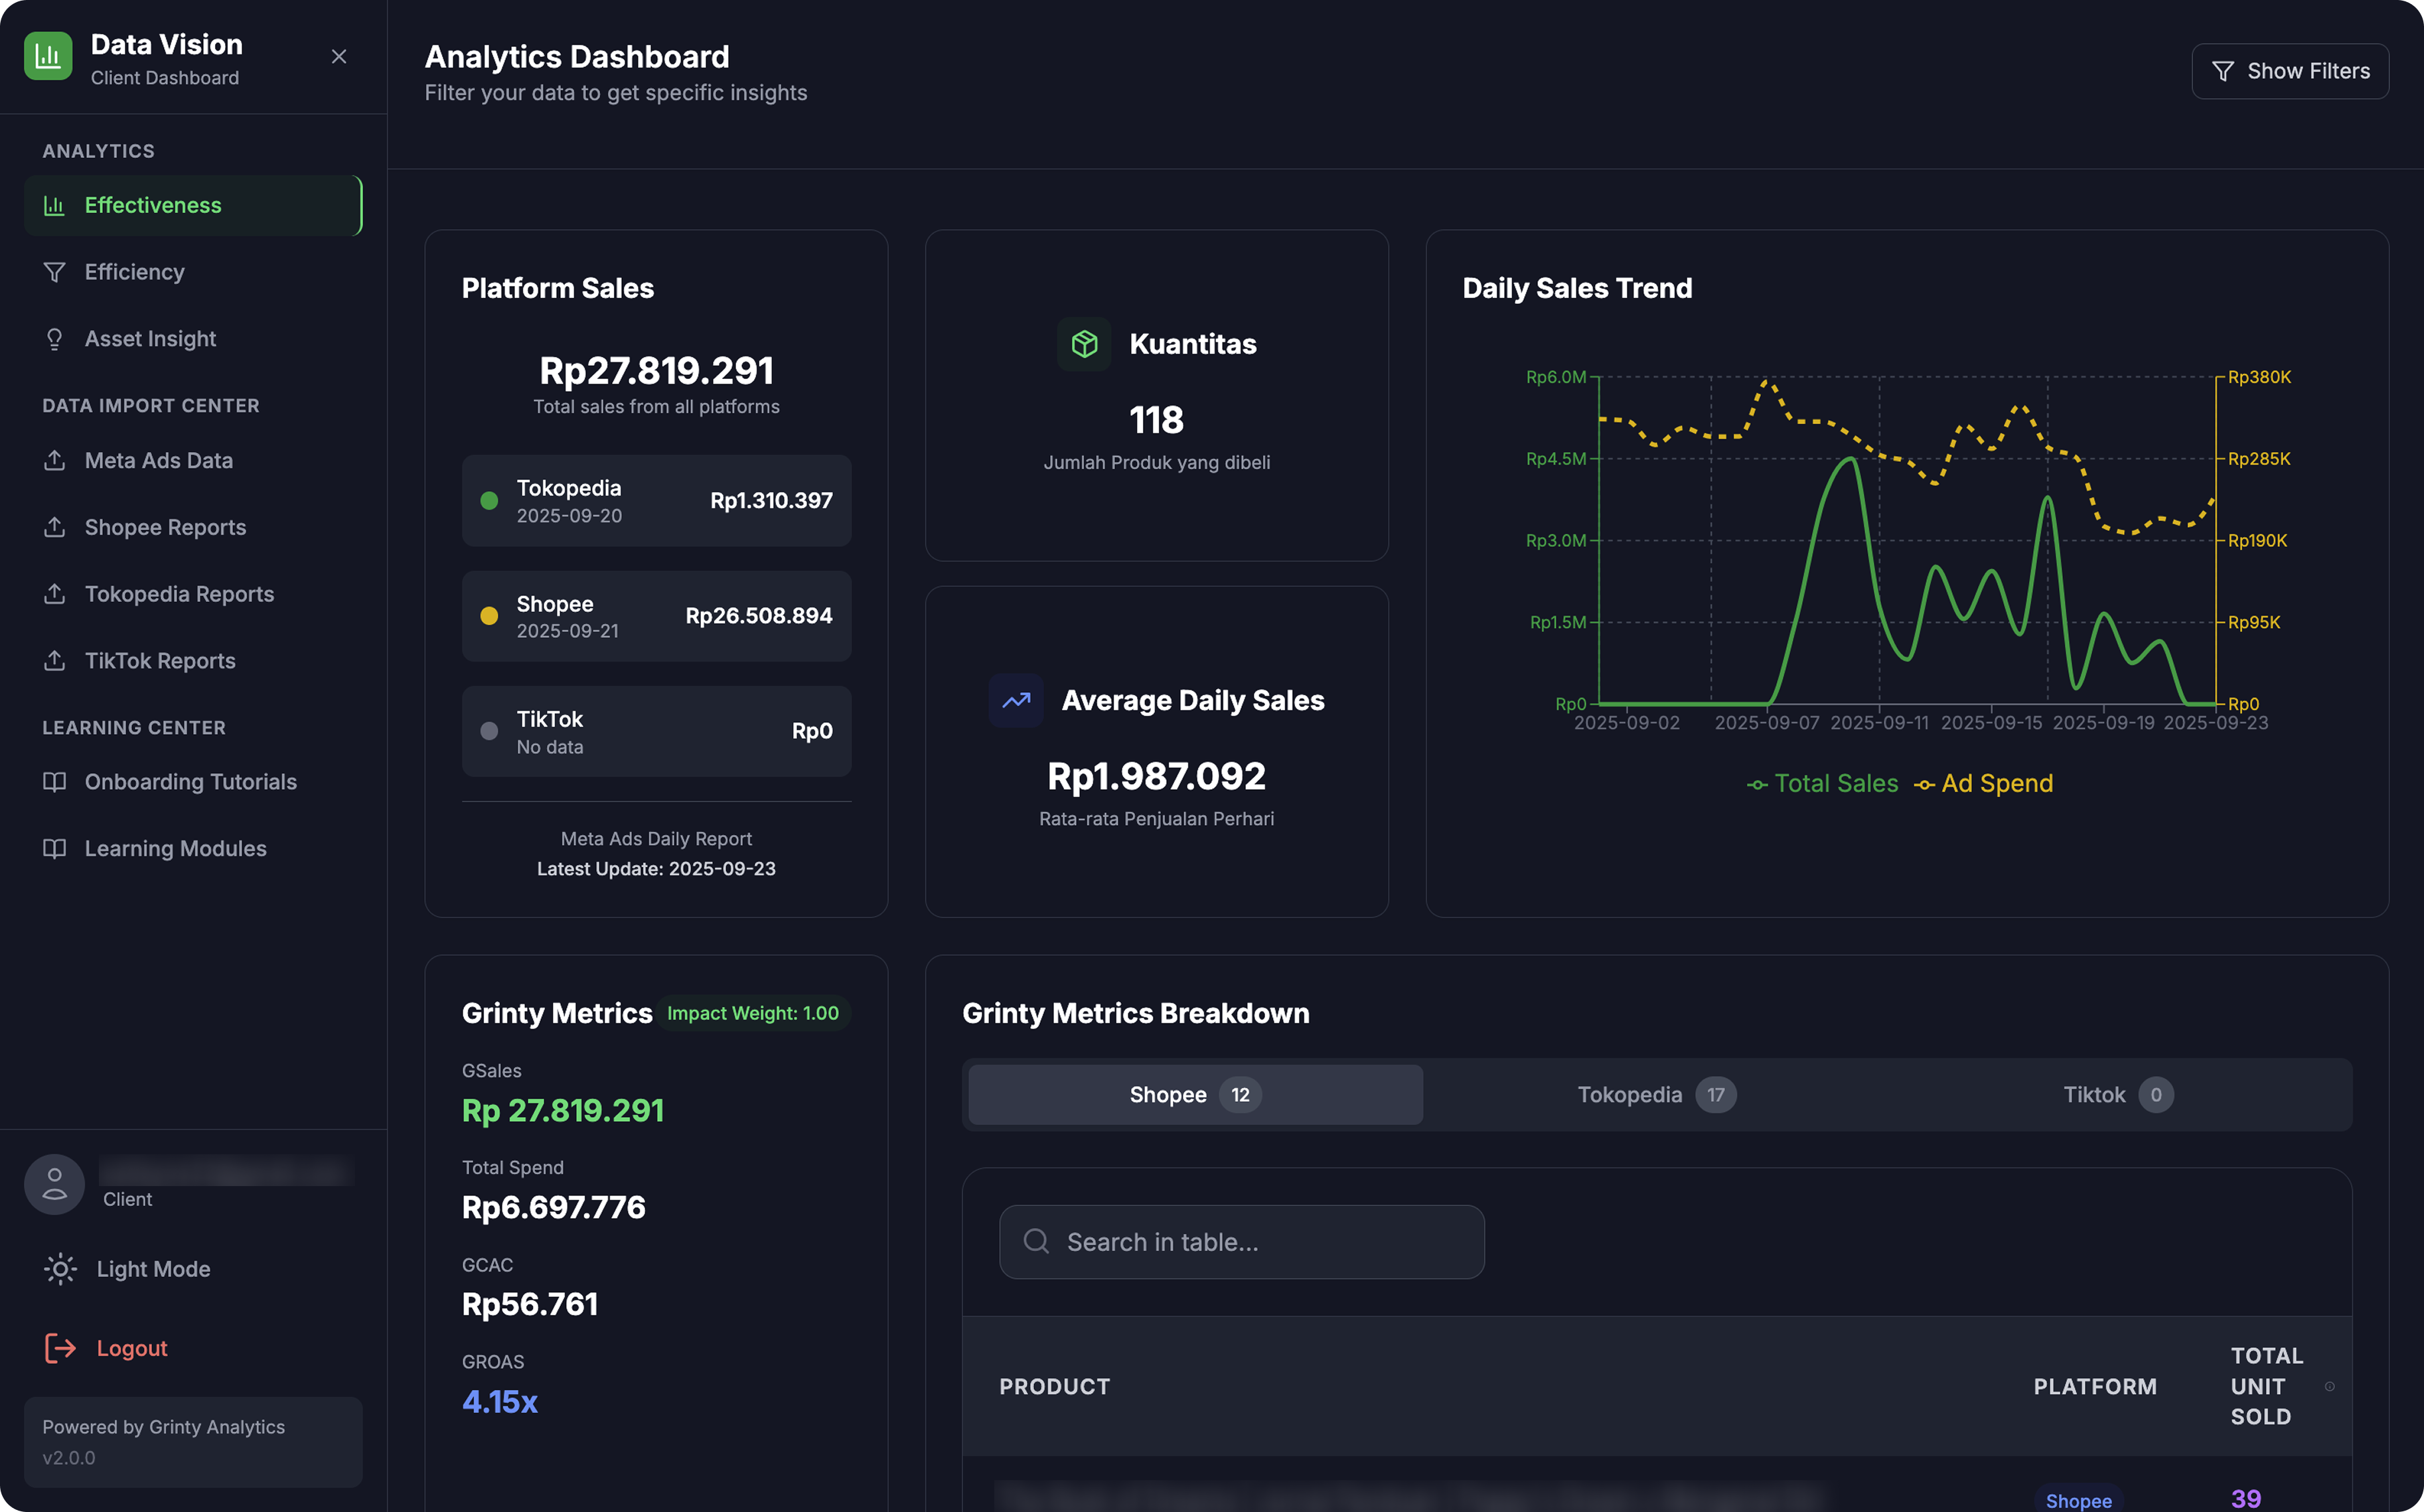 Data Vision
Client Dashboard
ANALYTICS
Effectiveness
Efficiency
Asset Insight
DATA IMPORT CENTER
Meta Ads Data
Shopee Reports
Tokopedia Reports
TikTok Reports
LEARNING CENTER
Onboarding Tutorials
Learning Modules
Client
Light Mode
Logout
Powered by Grinty Analytics
v2.0.0
Analytics Dashboard
Filter your data to get specific insights
Show Filters
Platform Sales
Rp27.819.291
Total sales from all platforms
Tokopedia
2025-09-20
Rp1.310.397
Shopee
2025-09-21
Rp26.508.894
TikTok
No data
Rp0
Meta Ads Daily Report
Latest Update: 2025-09-23
Kuantitas
118
Jumlah Produk yang dibeli
Average Daily Sales
Rp1.987.092
Rata-rata Penjualan Perhari
Daily Sales Trend
Rp6.0M
Rp4.5M
Rp3.0M
Rp1.5M
Rp0
Rp380K
Rp285K
Rp190K
Rp95K
Rp0
2025-09-02 2025-09-07 2025-09-11 2025-09-15 2025-09-19 2025-09-23
Total Sales Ad Spend
Grinty Metrics Impact Weight: 1.00
GSales
Rp 27.819.291
Total Spend
Rp6.697.776
GCAC
Rp56.761
GROAS
4.15x
Grinty Metrics Breakdown
Shopee 12 Tokopedia 17 Tiktok 0
Search in table...
PRODUCT
PLATFORM
TOTAL
UNIT
SOLD
Shopee
39